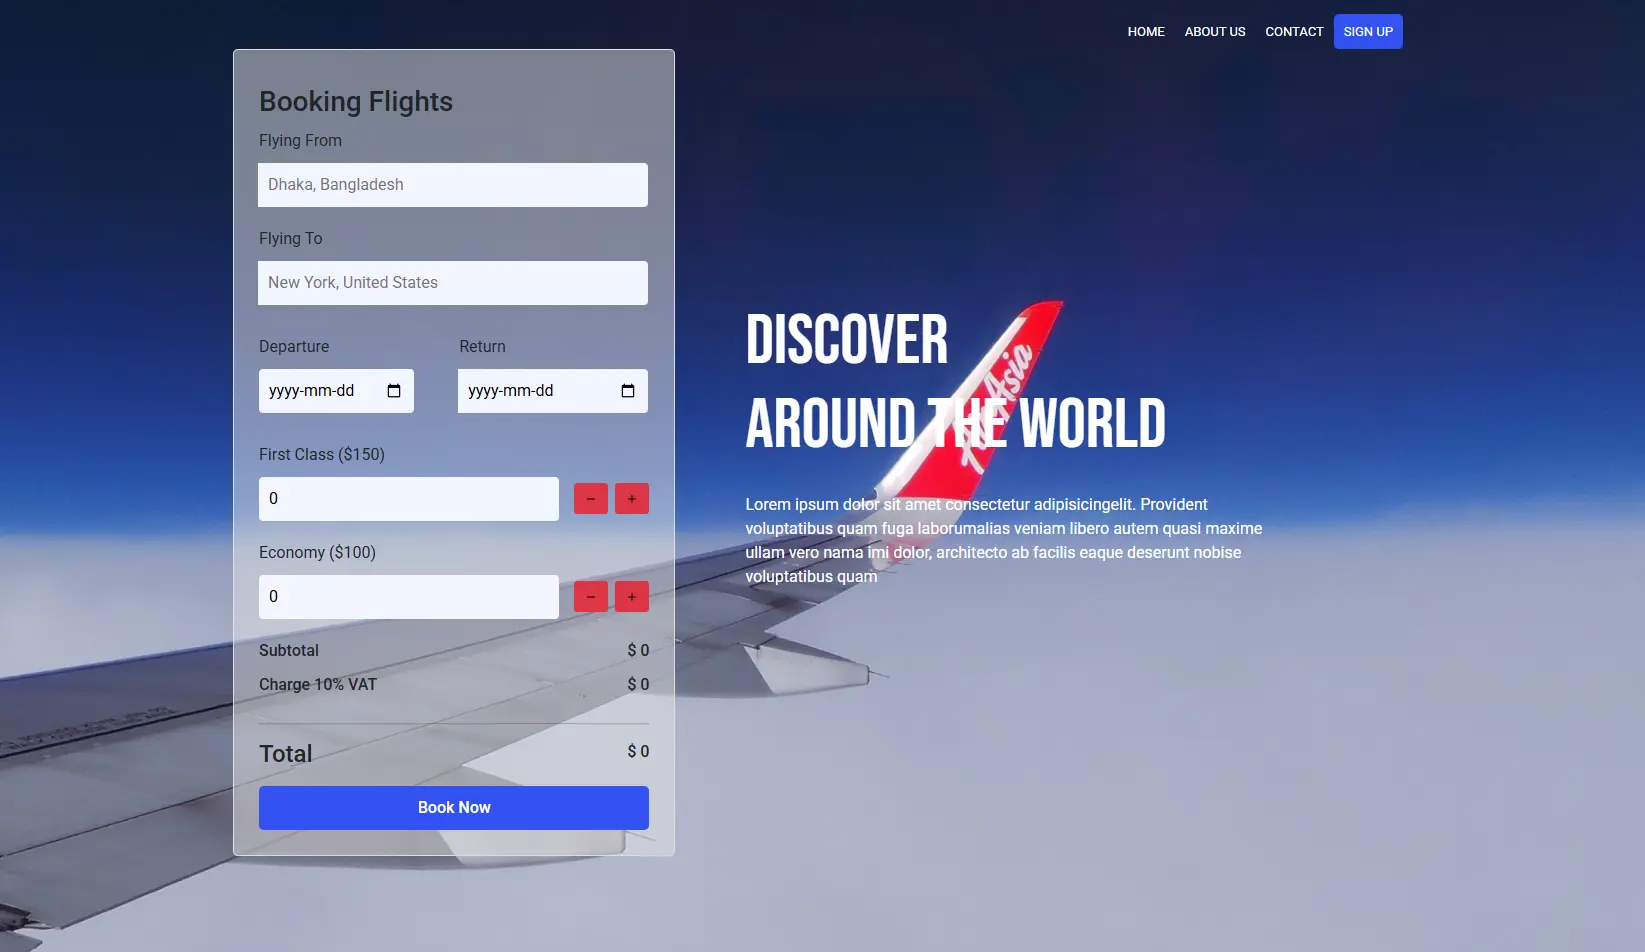 HOME ABOUT US CONTACT SIGN UP
Booking Flights
Flying From
Dhaka, Bangladesh
Flying To
New York, United States
Departure Return
yyyy-mm-dd yyyy-mm-dd
First Class ($150)
0 − +
Economy ($100)
0 − +
Subtotal $ 0
Charge 10% VAT $ 0
Total $ 0
Book Now
DISCOVER
AROUND THE WORLD
Lorem ipsum dolor sit amet consectetur adipisicingelit. Provident
voluptatibus quam fuga laborumalias veniam libero autem quasi maxime
ullam vero nama imi dolor, architecto ab facilis eaque deserunt nobise
voluptatibus quam
AirAsia